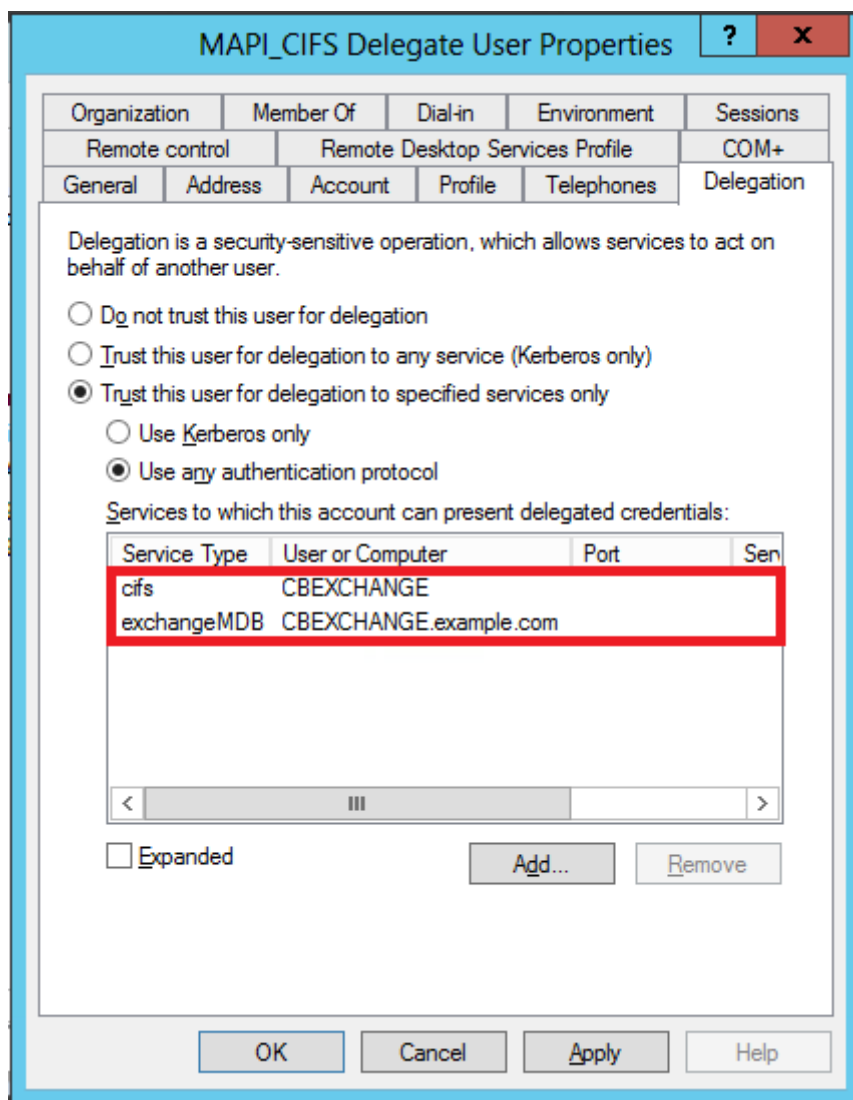 MAPI_CIFS Delegate User Properties ? x
Organization Member Of Dial-in Environment Sessions
Remote control Remote Desktop Services Profile COM+
General Address Account Profile Telephones Delegation
Delegation is a security-sensitive operation, which allows services to act on
behalf of another user.
Do not trust this user for delegation
Trust this user for delegation to any service (Kerberos only)
Trust this user for delegation to specified services only
Use Kerberos only
Use any authentication protocol
Services to which this account can present delegated credentials:
Service Type User or Computer Port Serv
cifs CBEXCHANGE
exchangeMDB CBEXCHANGE.example.com
Expanded
Add... Remove
OK Cancel Apply Help